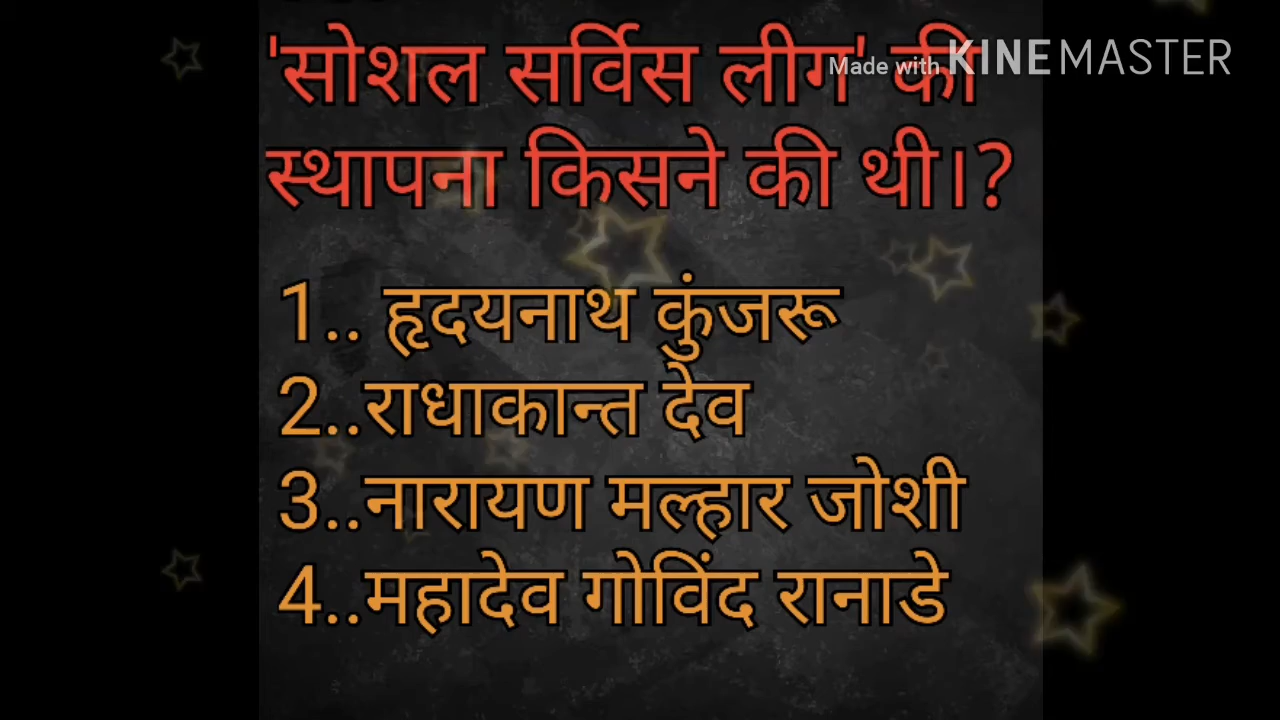 'सोशल सर्विस लीग' की
Made with KINEMASTER
स्थापना किसने की थी।?
1.. हृदयनाथ कुंजरू
2..राधाकान्त देव
3..नारायण मल्हार जोशी
4..महादेव गोविंद रानाडे